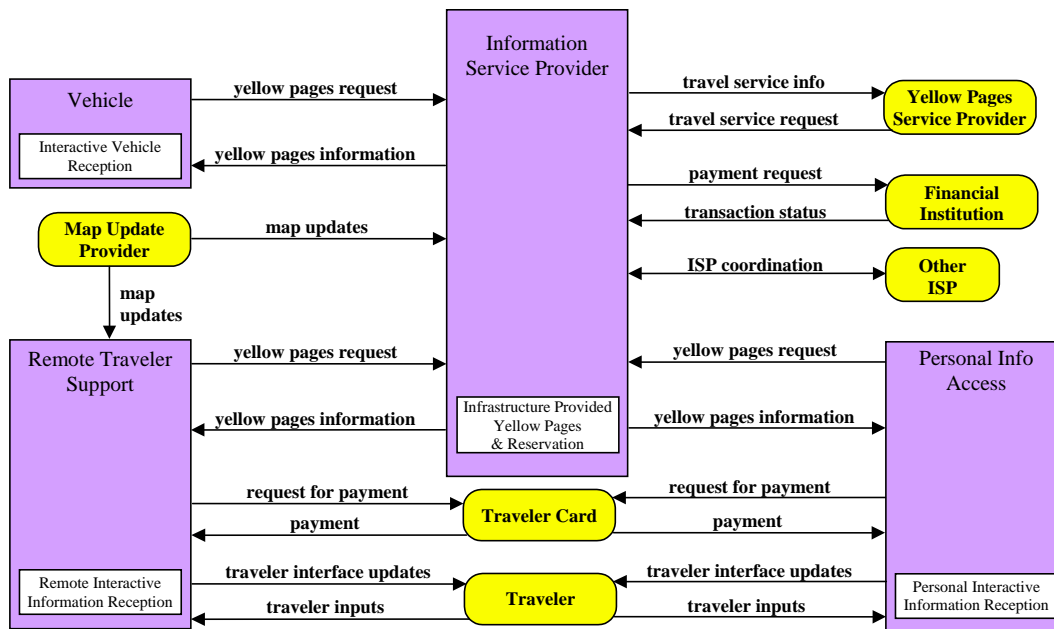 Information
Service Provider
Vehicle
Interactive Vehicle
Reception
yellow pages request
yellow pages information
travel service info
travel service request
Yellow Pages
Service Provider
payment request
transaction status
Financial
Institution
Map Update
Provider
map updates
ISP coordination
Other
ISP
map
updates
Remote Traveler
Support
yellow pages request
yellow pages information
Infrastructure Provided
Yellow Pages
& Reservation
yellow pages request
yellow pages information
Personal Info
Access
request for payment
payment
Traveler Card
request for payment
payment
Remote Interactive
Information Reception
traveler interface updates
traveler inputs
Traveler
traveler interface updates
traveler inputs
Personal Interactive
Information Reception